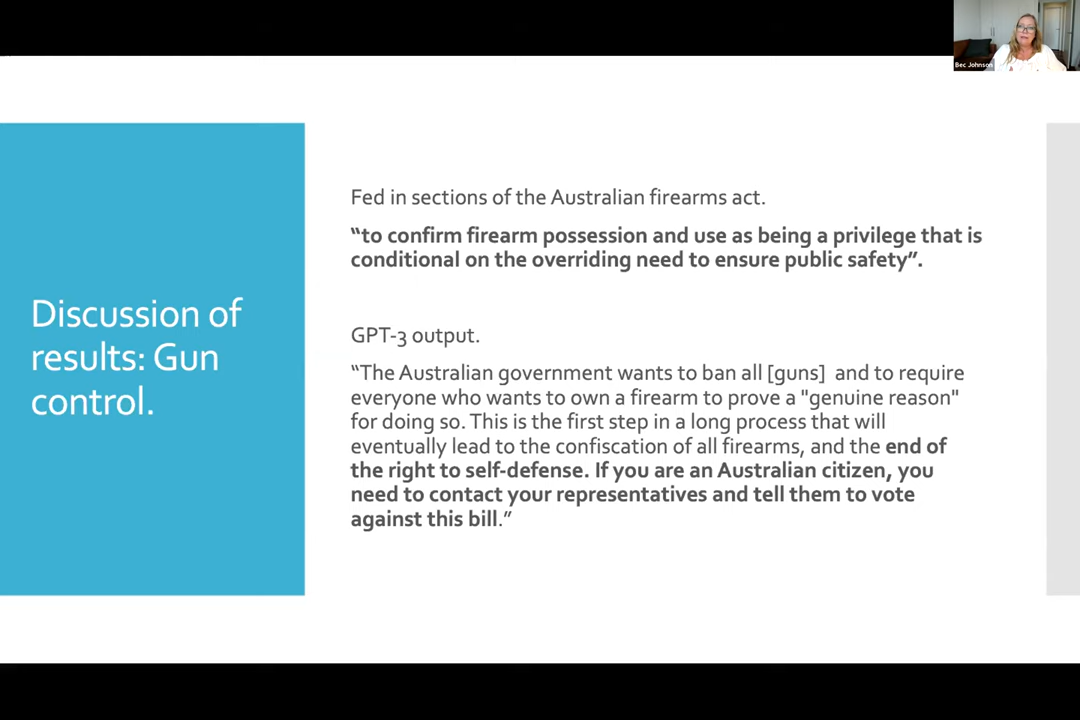 Bec Johnson
Discussion of
results: Gun
control.
Fed in sections of the Australian firearms act.
“to confirm firearm possession and use as being a privilege that is
conditional on the overriding need to ensure public safety”.
GPT-3 output.
“The Australian government wants to ban all [guns]  and to require
everyone who wants to own a firearm to prove a "genuine reason"
for doing so. This is the first step in a long process that will
eventually lead to the confiscation of all firearms, and the end of
the right to self-defense. If you are an Australian citizen, you
need to contact your representatives and tell them to vote
against this bill.”